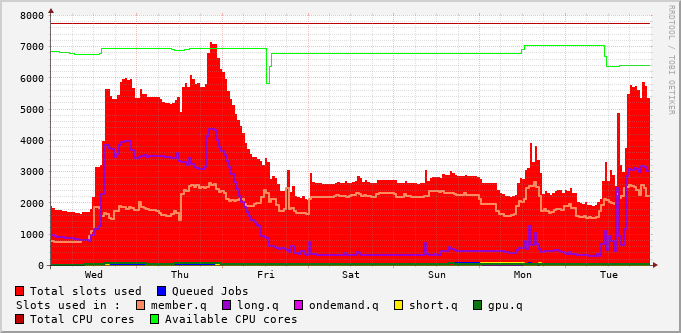 RRDTOOL / TOBI OETIKER
8000
7000
6000
5000
4000
3000
2000
1000
0
Wed Thu Fri Sat Sun Mon Tue
Total slots used Queued Jobs
Slots used in : member.q long.q ondemand.q short.q gpu.q
Total CPU cores Available CPU cores